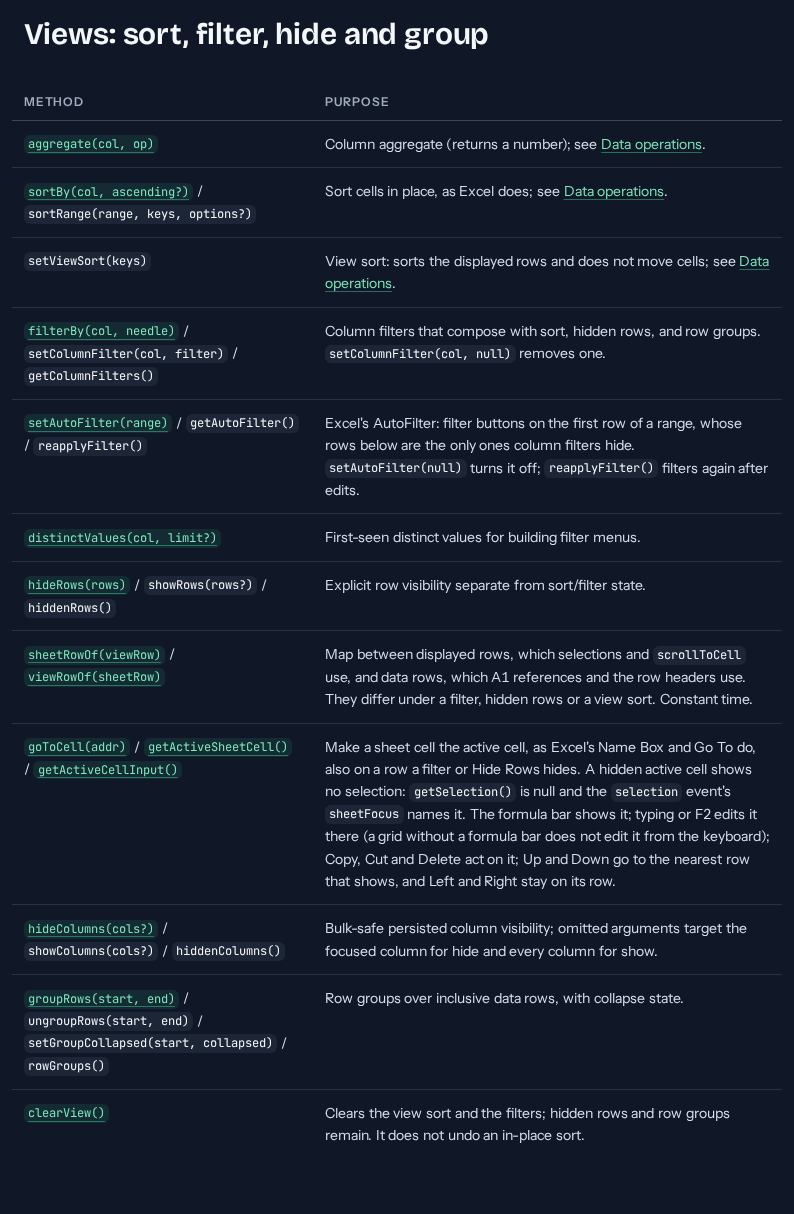 Views: sort, filter, hide and group
METHOD PURPOSE
aggregate(col, op) Column aggregate (returns a number); see Data operations.
sortBy(col, ascending?) /
sortRange(range, keys, options?)
Sort cells in place, as Excel does; see Data operations.
setViewSort(keys)
View sort: sorts the displayed rows and does not move cells; see Data
operations.
filterBy(col, needle) /
setColumnFilter(col, filter) /
getColumnFilters()
Column filters that compose with sort, hidden rows, and row groups.
setColumnFilter(col, null) removes one.
setAutoFilter(range) / getAutoFilter()
/ reapplyFilter()
Excel's AutoFilter: filter buttons on the first row of a range, whose
rows below are the only ones column filters hide.
setAutoFilter(null) turns it off; reapplyFilter() filters again after
edits.
distinctValues(col, limit?) First-seen distinct values for building filter menus.
hideRows(rows) / showRows(rows?) /
hiddenRows()
Explicit row visibility separate from sort/filter state.
sheetRowOf(viewRow) /
viewRowOf(sheetRow)
Map between displayed rows, which selections and scrollToCell
use, and data rows, which A1 references and the row headers use.
They differ under a filter, hidden rows or a view sort. Constant time.
goToCell(addr) / getActiveSheetCell()
/ getActiveCellInput()
Make a sheet cell the active cell, as Excel's Name Box and Go To do,
also on a row a filter or Hide Rows hides. A hidden active cell shows
no selection: getSelection() is null and the selection event's
sheetFocus names it. The formula bar shows it; typing or F2 edits it
there (a grid without a formula bar does not edit it from the keyboard);
Copy, Cut and Delete act on it; Up and Down go to the nearest row
that shows, and Left and Right stay on its row.
hideColumns(cols?) /
showColumns(cols?) / hiddenColumns()
Bulk-safe persisted column visibility; omitted arguments target the
focused column for hide and every column for show.
groupRows(start, end) /
ungroupRows(start, end) /
setGroupCollapsed(start, collapsed) /
rowGroups()
Row groups over inclusive data rows, with collapse state.
clearView()
Clears the view sort and the filters; hidden rows and row groups
remain. It does not undo an in-place sort.